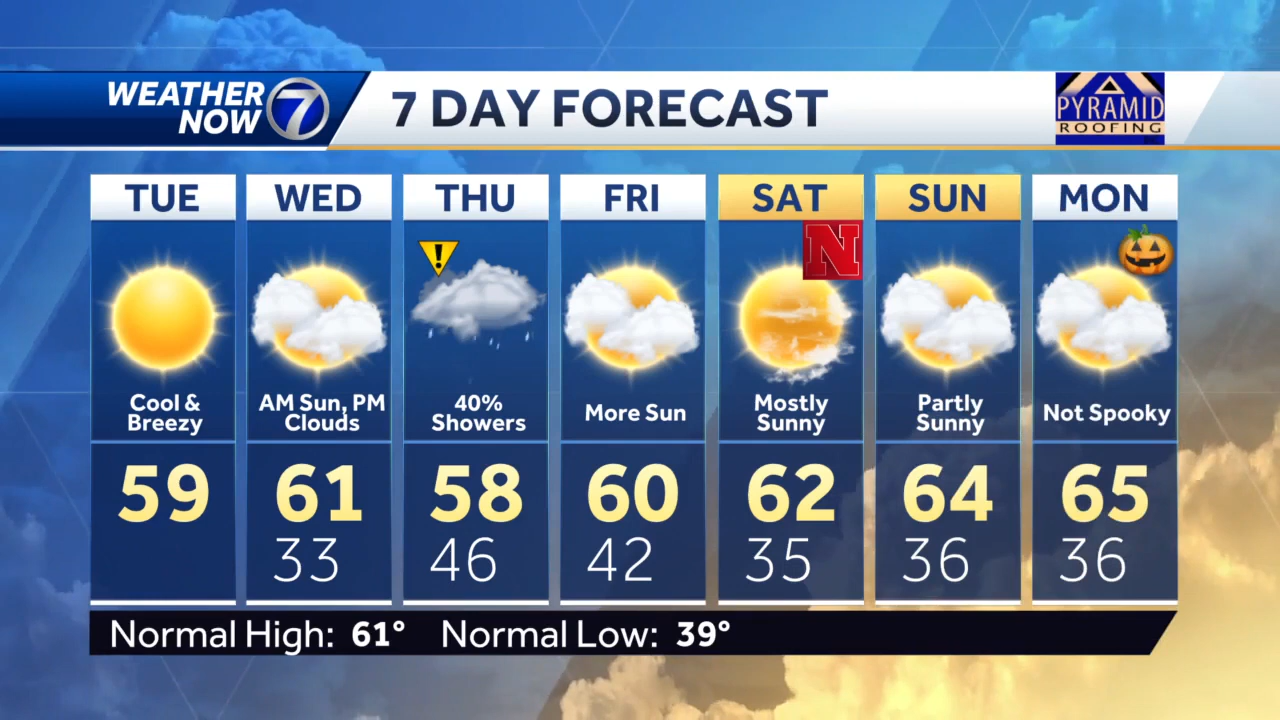 WEATHER
NOW
7
7 DAY FORECAST
PYRAMID
ROOFING
TUE
WED
THU
FRI
SAT
SUN
MON
!
N
Cool &
Breezy
AM Sun, PM
Clouds
40%
Showers
More Sun
Mostly
Sunny
Partly
Sunny
Not Spooky
59
61
58
60
62
64
65
33
46
42
35
36
36
Normal High: 61° Normal Low: 39°